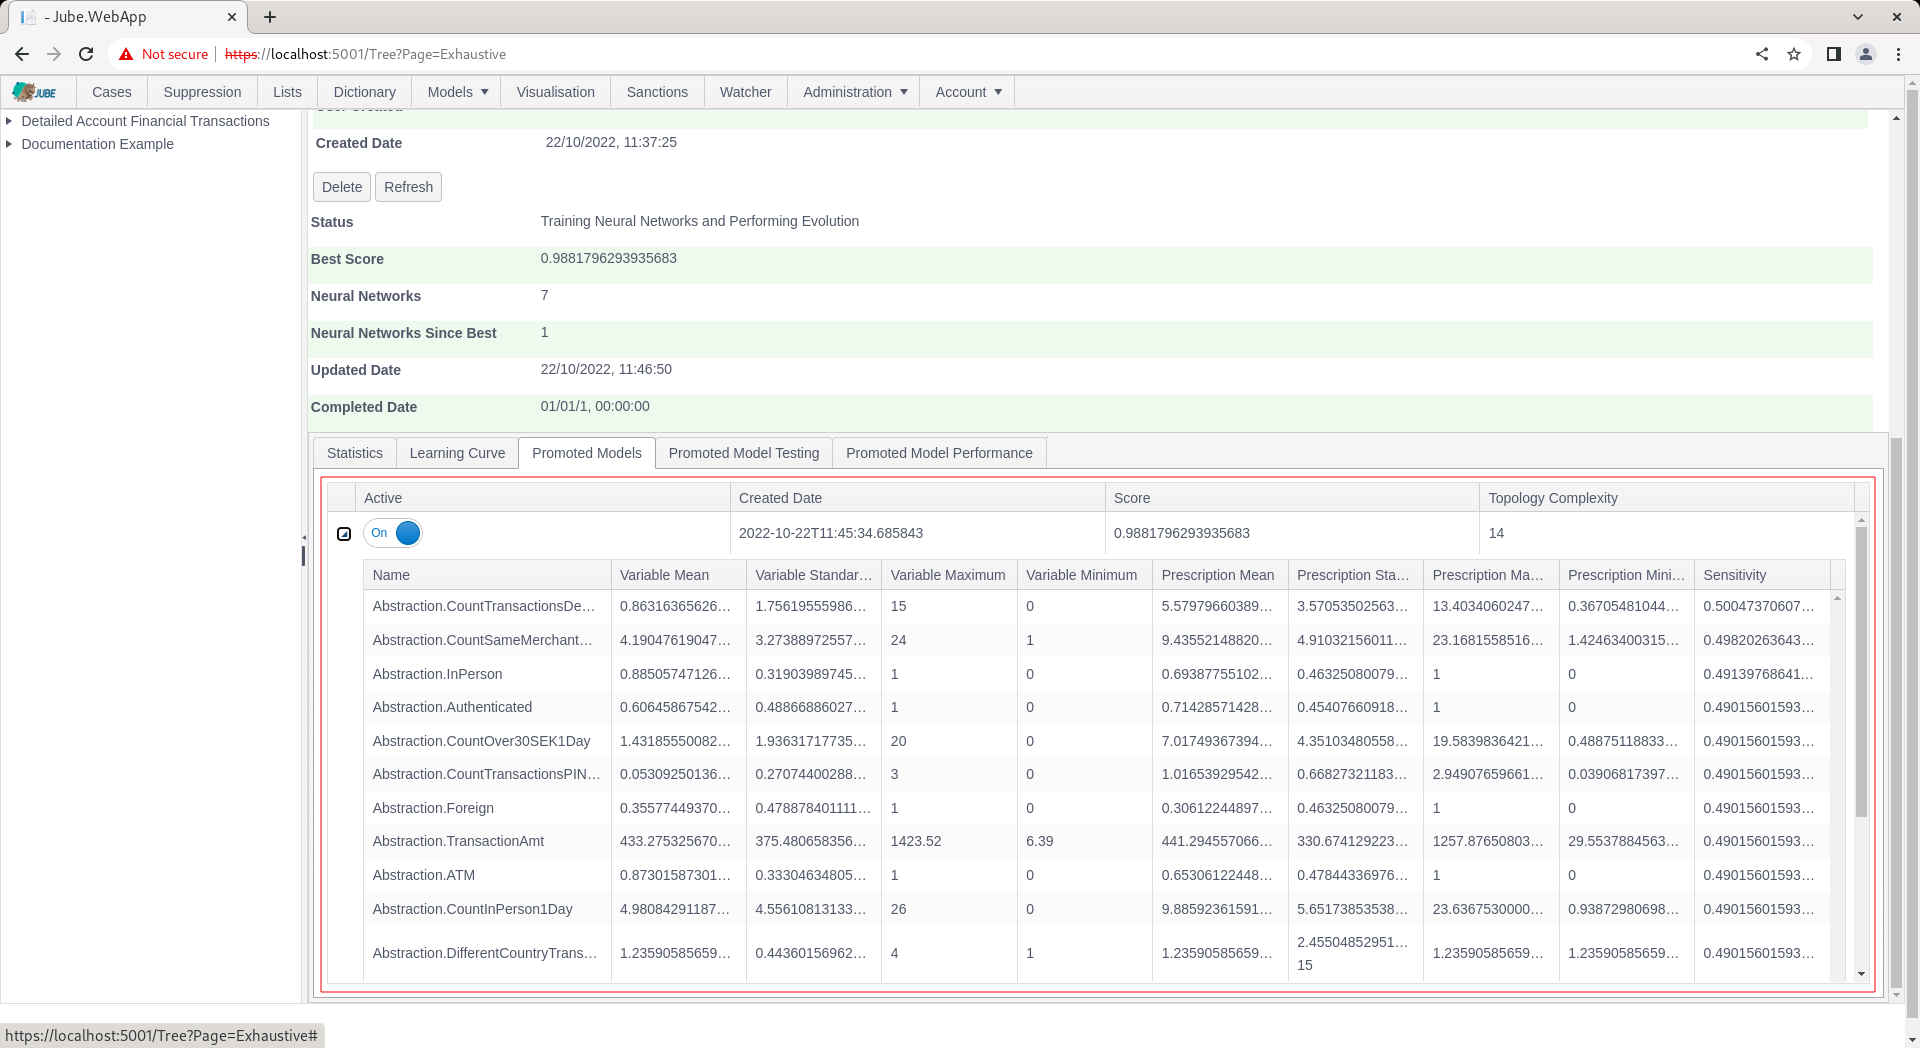 - Jube.WebApp
Not secure https://localhost:5001/Tree?Page=Exhaustive
JUBE Cases Suppression Lists Dictionary Models Visualisation Sanctions Watcher Administration Account
Detailed Account Financial Transactions
Documentation Example
User Created
Created Date 22/10/2022, 11:37:25
Delete Refresh
Status Training Neural Networks and Performing Evolution
Best Score 0.9881796293935683
Neural Networks 7
Neural Networks Since Best 1
Updated Date 22/10/2022, 11:46:50
Completed Date 01/01/1, 00:00:00
Statistics Learning Curve Promoted Models Promoted Model Testing Promoted Model Performance
Active Created Date Score Topology Complexity
On 2022-10-22T11:45:34.685843 0.9881796293935683 14
Name Variable Mean Variable Standar... Variable Maximum Variable Minimum Prescription Mean Prescription Sta... Prescription Ma... Prescription Mini... Sensitivity
Abstraction.CountTransactionsDe... 0.86316365626... 1.75619555986... 15 0 5.57979660389... 3.57053502563... 13.4034060247... 0.36705481044... 0.50047370607...
Abstraction.CountSameMerchant... 4.19047619047... 3.27388972557... 24 1 9.43552148820... 4.91032156011... 23.1681558516... 1.42463400315... 0.49820263643...
Abstraction.InPerson 0.88505747126... 0.31903989745... 1 0 0.69387755102... 0.46325080079... 1 0 0.49139768641...
Abstraction.Authenticated 0.60645867542... 0.48866886027... 1 0 0.71428571428... 0.45407660918... 1 0 0.49015601593...
Abstraction.CountOver30SEK1Day 1.43185550082... 1.93631717735... 20 0 7.01749367394... 4.35103480558... 19.5839836421... 0.48875118833... 0.49015601593...
Abstraction.CountTransactionsPIN... 0.05309250136... 0.27074400288... 3 0 1.01653929542... 0.66827321183... 2.94907659661... 0.03906817397... 0.49015601593...
Abstraction.Foreign 0.35577449370... 0.478878401111... 1 0 0.30612244897... 0.46325080079... 1 0 0.49015601593...
Abstraction.TransactionAmt 433.275325670... 375.480658356... 1423.52 6.39 441.294557066... 330.674129223... 1257.87650803... 29.5537884563... 0.49015601593...
Abstraction.ATM 0.87301587301... 0.33304634805... 1 0 0.65306122448... 0.47844336976... 1 0 0.49015601593...
Abstraction.CountInPerson1Day 4.98084291187... 4.55610813133... 26 0 9.88592361591... 5.65173853538... 23.6367530000... 0.93872980698... 0.49015601593...
Abstraction.DifferentCountryTrans... 1.23590585659... 0.44360156962... 4 1 1.23590585659... 2.45504852951... 1.23590585659... 1.23590585659... 0.49015601593...
15
https://localhost:5001/Tree?Page=Exhaustive#